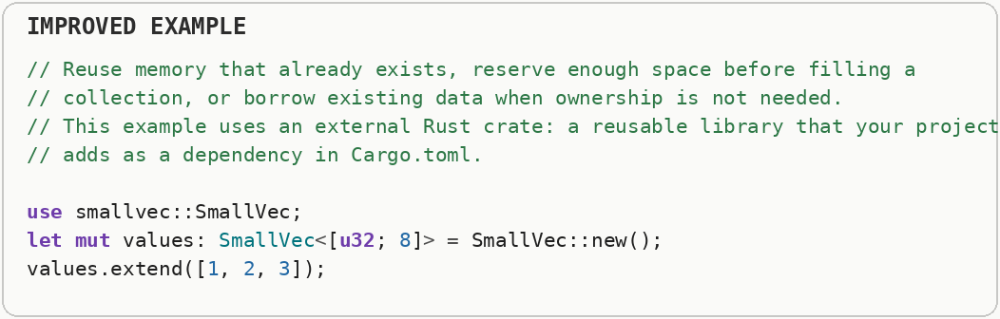 IMPROVED EXAMPLE
// Reuse memory that already exists, reserve enough space before filling a
// collection, or borrow existing data when ownership is not needed.
// This example uses an external Rust crate: a reusable library that your project
// adds as a dependency in Cargo.toml.
use smallvec::SmallVec;
let mut values: SmallVec<[u32; 8]> = SmallVec::new();
values.extend([1, 2, 3]);